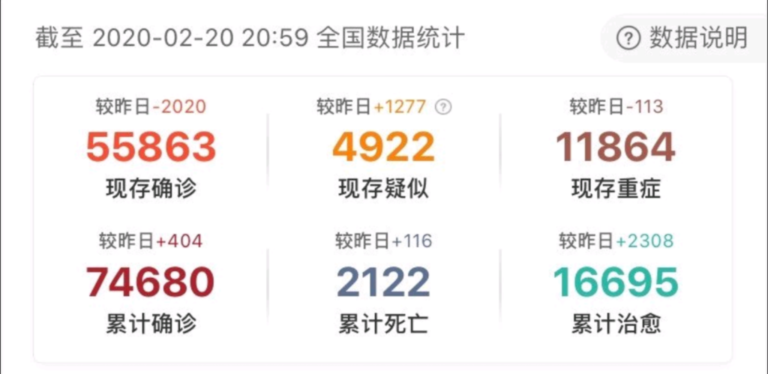 截至 2020-02-20 20:59 全国数据统计
? 数据说明
较昨日-2020 较昨日+1277 ? 较昨日-113
55863 4922 11864
现存确诊 现存疑似 现存重症
较昨日+404 较昨日+116 较昨日+2308
74680 2122 16695
累计确诊 累计死亡 累计治愈